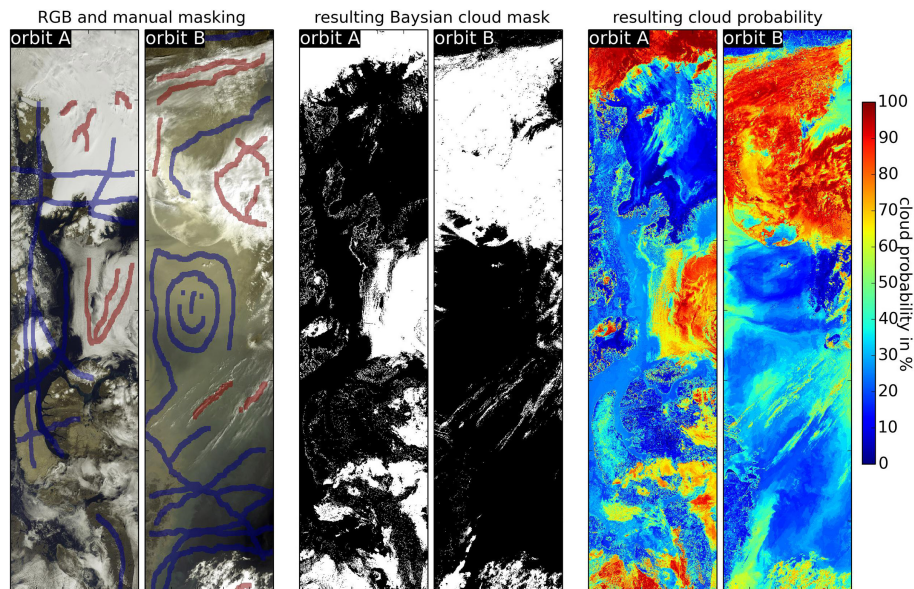 RGB and manual masking
resulting Baysian cloud mask
resulting cloud probability
orbit A
orbit B
orbit A
orbit B
orbit A
orbit B
100
90
80
70
60
50
40
30
20
10
0
cloud probability in %